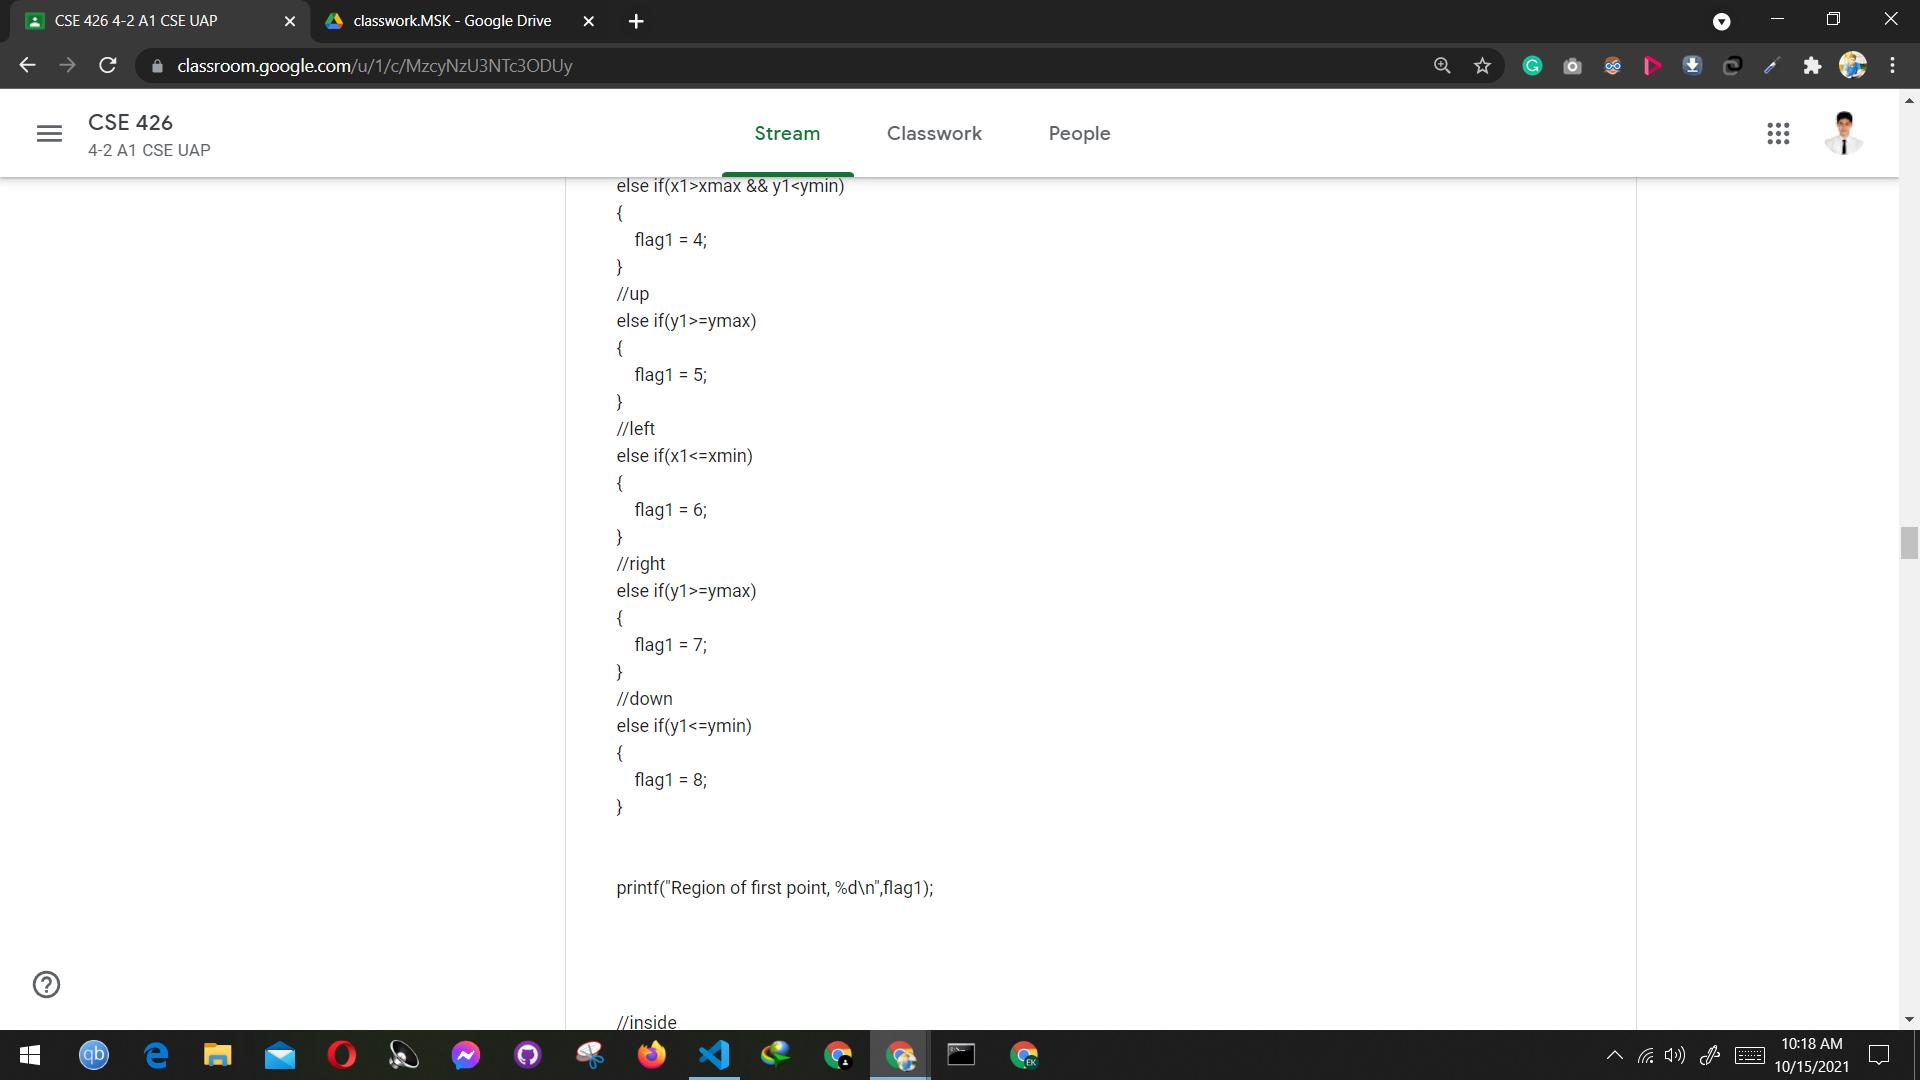 CSE 426 4-2 A1 CSE UAP
classwork.MSK - Google Drive
classroom.google.com/u/1/c/MzcyNzU3NTc3ODUy
CSE 426
4-2 A1 CSE UAP
Stream
Classwork
People
else if(x1>xmax && y1<ymin)
{
flag1 = 4;
}
//up
else if(y1>=ymax)
{
flag1 = 5;
}
//left
else if(x1<=xmin)
{
flag1 = 6;
}
//right
else if(y1>=ymax)
{
flag1 = 7;
}
//down
else if(y1<=ymin)
{
flag1 = 8;
}
printf("Region of first point, %d\n",flag1);
//inside
qb
EK
10:18 AM
10/15/2021